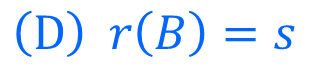 (D) r(B) = s